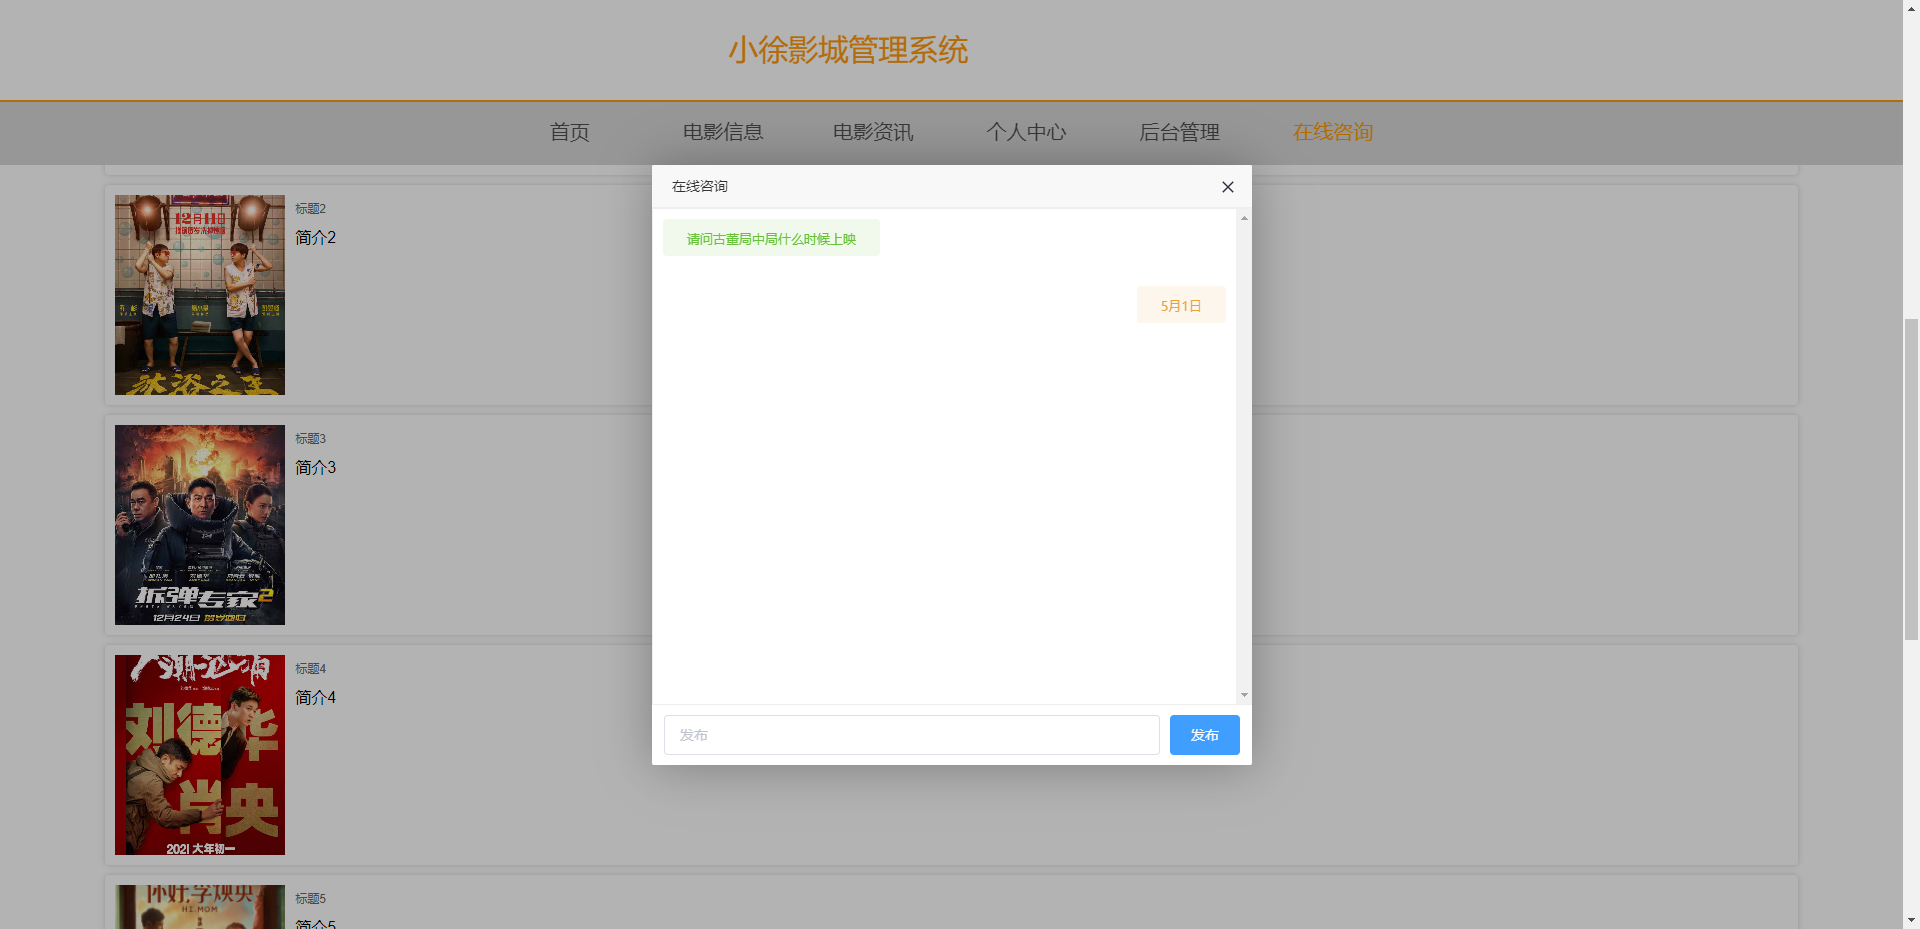 小徐影城管理系统
首页
电影信息
电影资讯
个人中心
后台管理
在线咨询
在线咨询
请问古董局中局什么时候上映
5月1日
发布
发布
12月11日
标题2
简介2
沐浴之王
标题3
简介3
拆弹专家2
12月24日
标题4
简介4
人潮汹涌
刘德华
肖央
2021 大年初一
你好,李焕英
HI, MOM
标题5
简介5